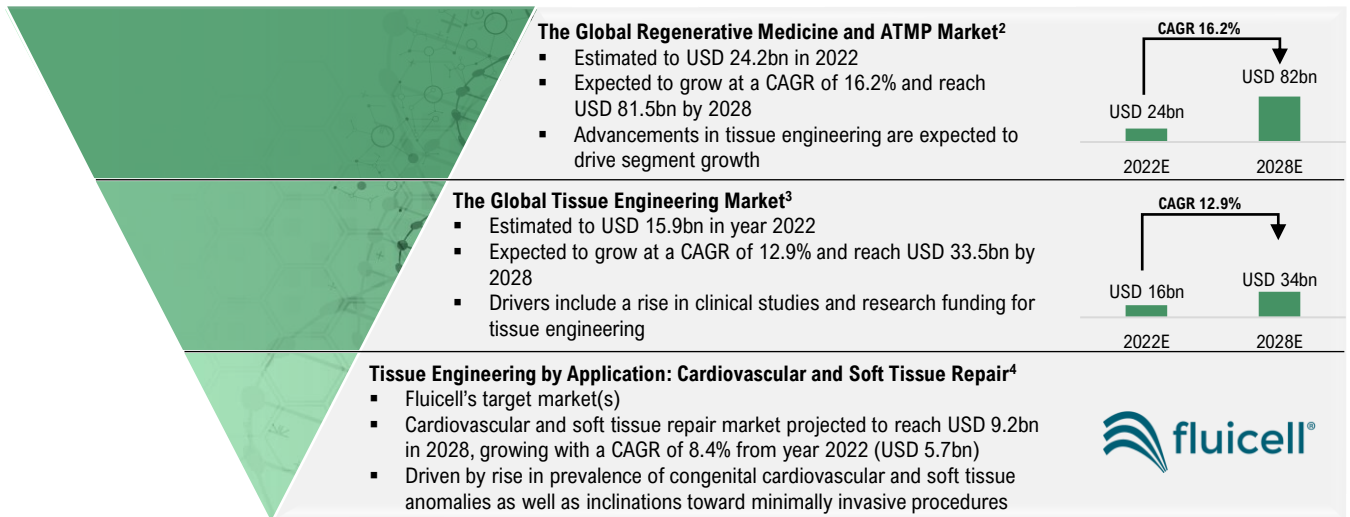 The Global Regenerative Medicine and ATMP Market²
▪ Estimated to USD 24.2bn in 2022
▪ Expected to grow at a CAGR of 16.2% and reach
USD 81.5bn by 2028
▪ Advancements in tissue engineering are expected to
drive segment growth
CAGR 16.2%
USD 82bn
USD 24bn
2022E 2028E
The Global Tissue Engineering Market³
▪ Estimated to USD 15.9bn in year 2022
▪ Expected to grow at a CAGR of 12.9% and reach USD 33.5bn by
2028
▪ Drivers include a rise in clinical studies and research funding for
tissue engineering
CAGR 12.9%
USD 34bn
USD 16bn
2022E 2028E
Tissue Engineering by Application: Cardiovascular and Soft Tissue Repair⁴
▪ Fluicell's target market(s)
▪ Cardiovascular and soft tissue repair market projected to reach USD 9.2bn
in 2028, growing with a CAGR of 8.4% from year 2022 (USD 5.7bn)
▪ Driven by rise in prevalence of congenital cardiovascular and soft tissue
anomalies as well as inclinations toward minimally invasive procedures
fluicell®